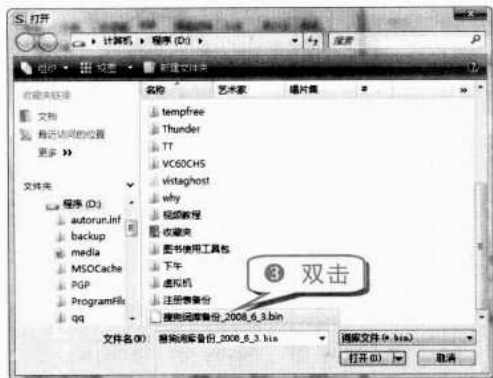 S 打开
计算机 ▸ 程序 (D:) ▸
搜索
组织 视图 新建文件夹
收藏夹链接
文档
最近访问的位置
更多 »
文件夹
程序 (D:)
autorun.inf
backup
media
MSOCache
PGP
ProgramFile
qq
名称 艺术家 唱片集 # »
tempfree
Thunder
TT
VC60CHS
vistaghost
why
视频教程
收藏夹
图书使用工具包
下午
虚拟机
注册表备份
搜狗词库备份_2008_6_3.bin
❸ 双击
文件名(N): 搜狗词库备份_2008_6_3.bin
词库文件(*.bin)
打开(O) 取消